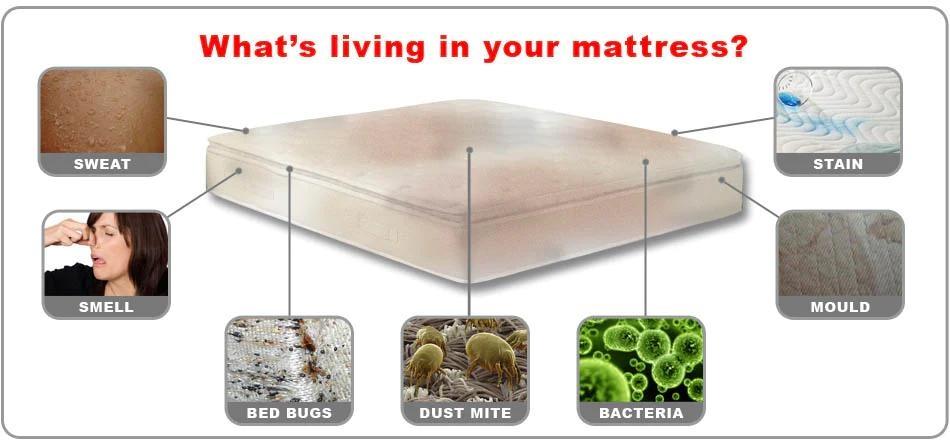 What's living in your mattress?
SWEAT
STAIN
SMELL
MOULD
BED BUGS
DUST MITE
BACTERIA